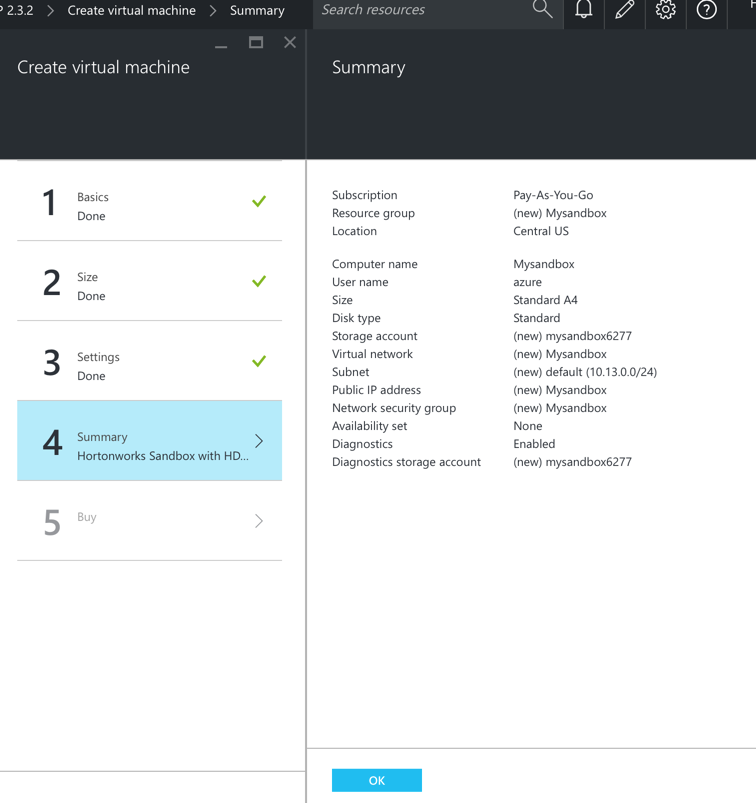 P 2.3.2 > Create virtual machine > Summary
Search resources
Create virtual machine
Summary
1 Basics
Done
2 Size
Done
3 Settings
Done
4 Summary
Hortonworks Sandbox with HD...
5 Buy
Subscription Pay-As-You-Go
Resource group (new) Mysandbox
Location Central US
Computer name Mysandbox
User name azure
Size Standard A4
Disk type Standard
Storage account (new) mysandbox6277
Virtual network (new) Mysandbox
Subnet (new) default (10.13.0.0/24)
Public IP address (new) Mysandbox
Network security group (new) Mysandbox
Availability set None
Diagnostics Enabled
Diagnostics storage account (new) mysandbox6277
OK